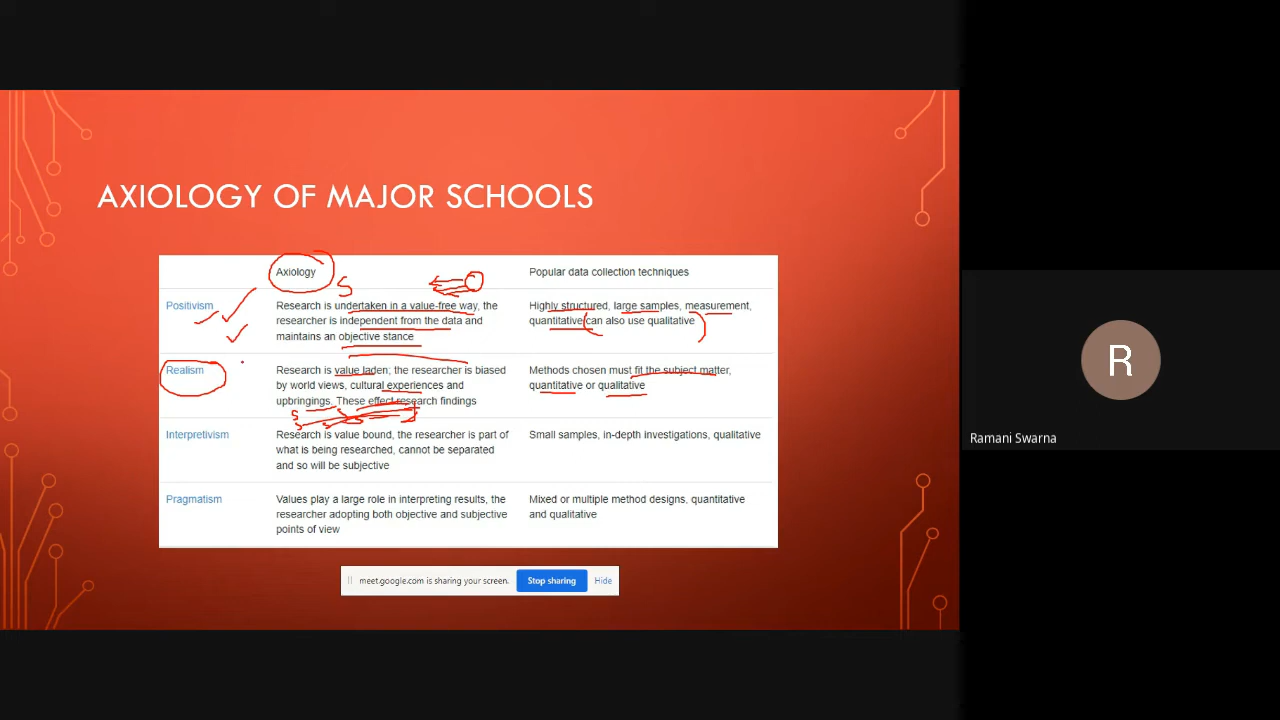 AXIOLOGY OF MAJOR SCHOOLS
Axiology
Popular data collection techniques
Positivism
Research is undertaken in a value-free way, the
researcher is independent from the data and
maintains an objective stance
Highly structured, large samples, measurement,
quantitative can also use qualitative
Realism
Research is value laden; the researcher is biased
by world views, cultural experiences and
upbringings. These effect research findings
Methods chosen must fit the subject matter,
quantitative or qualitative
Interpretivism
Research is value bound, the researcher is part of
what is being researched, cannot be separated
and so will be subjective
Small samples, in-depth investigations, qualitative
Pragmatism
Values play a large role in interpreting results, the
researcher adopting both objective and subjective
points of view
Mixed or multiple method designs, quantitative
and qualitative
meet.google.com is sharing your screen.
Stop sharing
Hide
R
Ramani Swarna